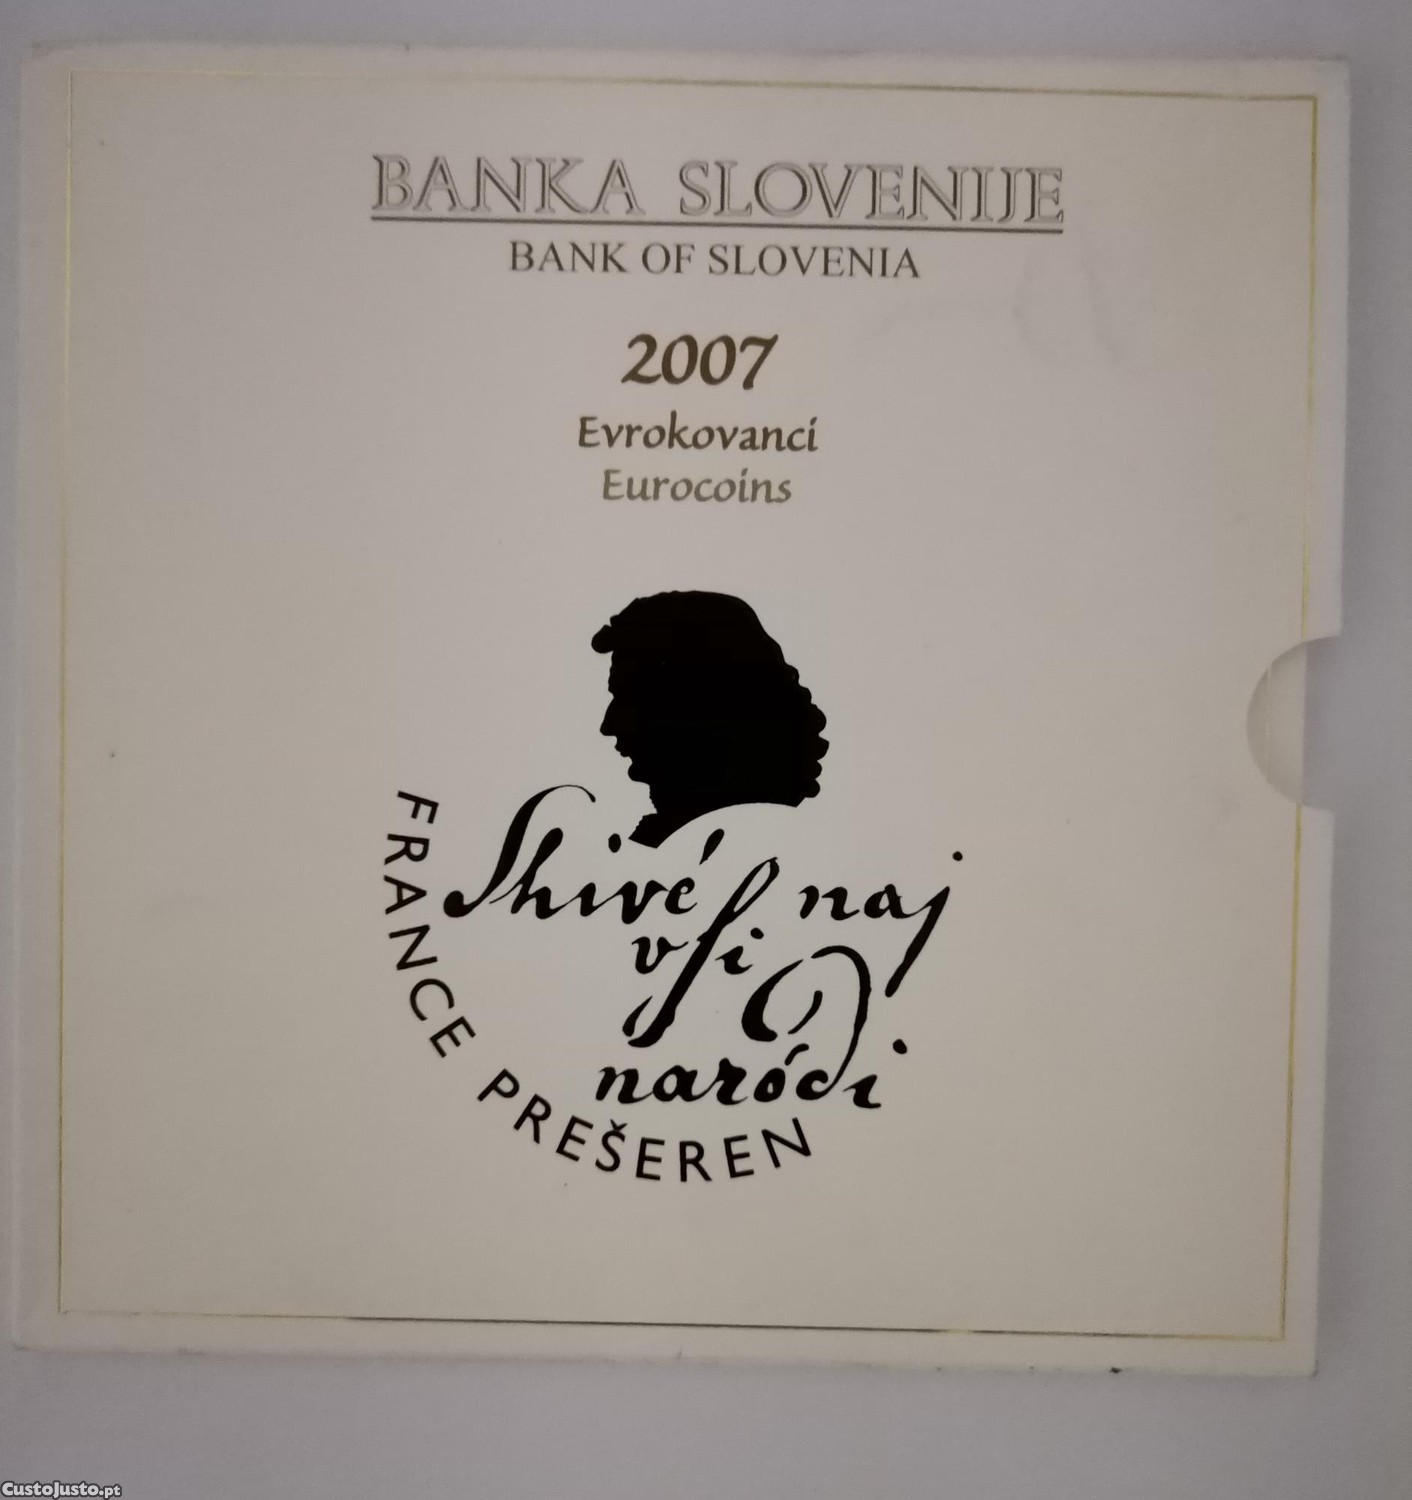 BANKA SLOVENIJE
BANK OF SLOVENIA
2007
Evrokovanci
Eurocoins
Shivé naj
vſi
naródi
FRANCE PREŠEREN
CustoJusto.pt